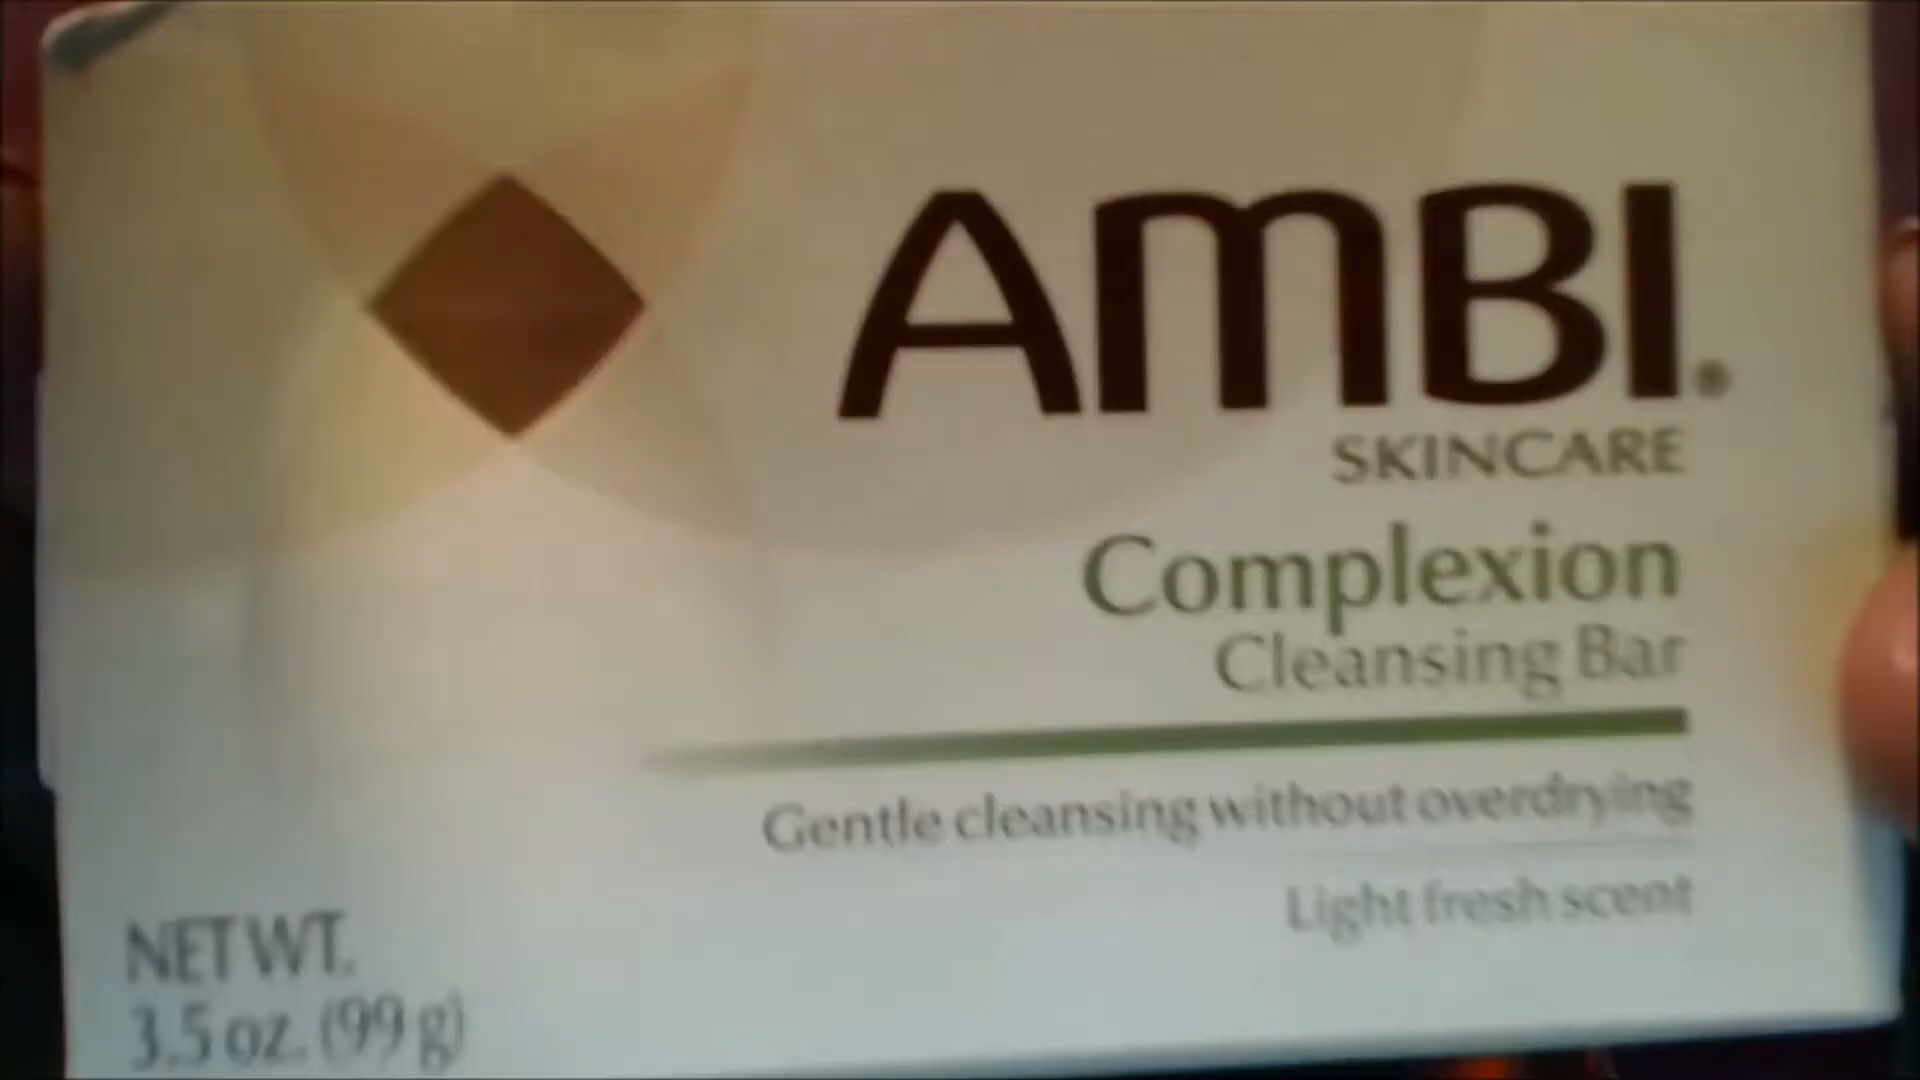 AMBI®
SKINCARE
Complexion
Cleansing Bar
Gentle cleansing without overdrying
Light fresh scent
NET WT.
3.5 oz. (99 g)